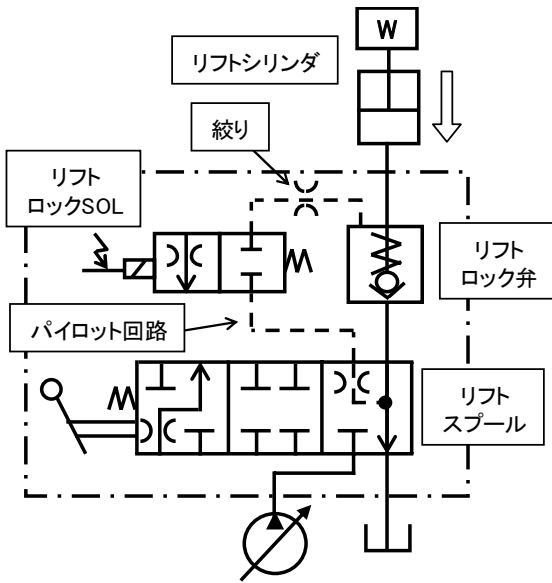 W
リフトシリンダ
絞り
リフト
ロックSOL
リフト
ロック弁
パイロット回路
リフト
スプール